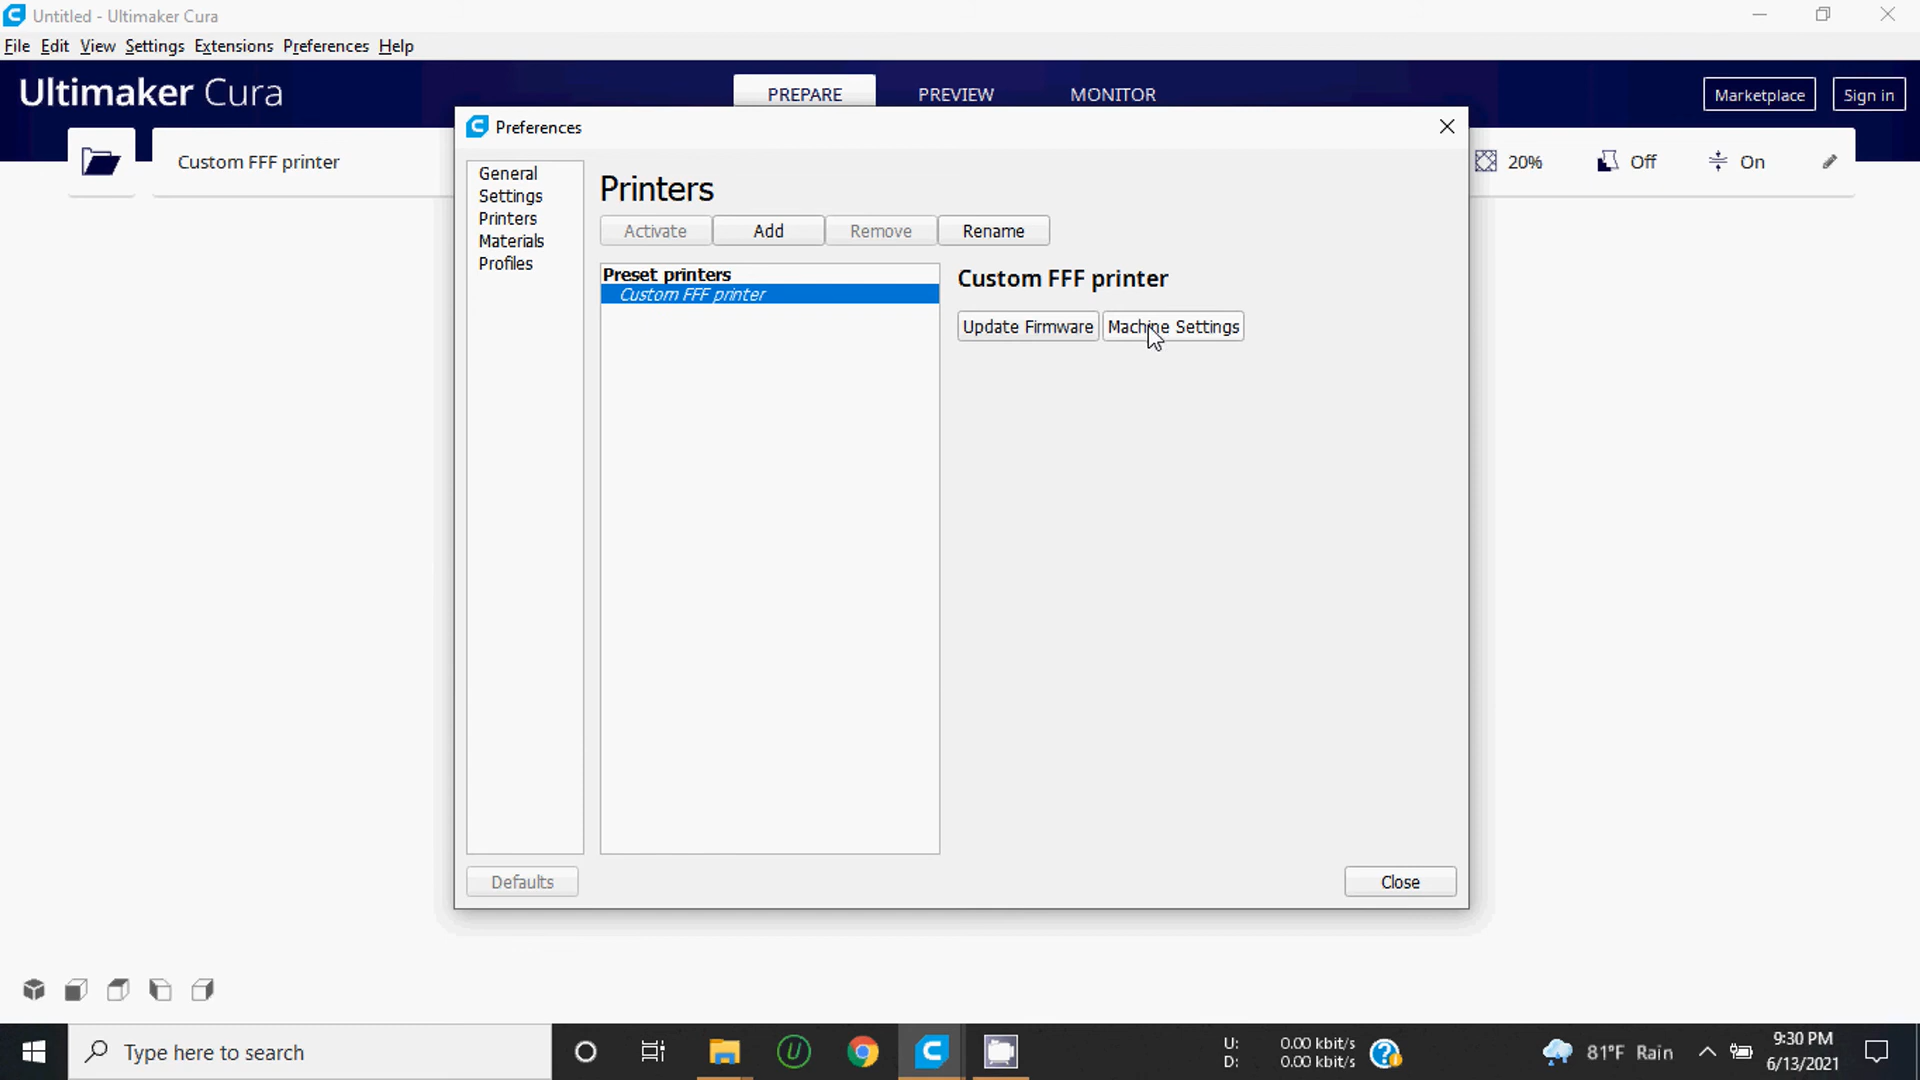 Untitled - Ultimaker Cura
File Edit View Settings Extensions Preferences Help
Ultimaker Cura
PREPARE PREVIEW MONITOR
Marketplace Sign in
Custom FFF printer
20% Off On
Preferences
General
Settings
Printers
Materials
Profiles
Printers
Activate Add Remove Rename
Preset printers
Custom FFF printer
Custom FFF printer
Update Firmware Machine Settings
Defaults
Close
Type here to search
U: 0.00 kbit/s
D: 0.00 kbit/s
81°F Rain
9:30 PM
6/13/2021